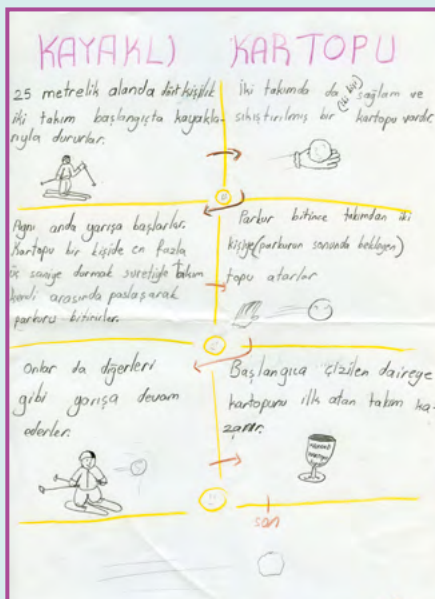 KAYAKLI KARTOPU
25 metrelik alanda dört kişilik
iki takım başlangıçta kayakla-
rıyla dururlar.
İki takımda da (iki kişi) sağlam ve
sıkıştırılmış bir kartopu vardır.
Aynı anda yarışa başlarlar.
Kartopu bir kişide en fazla
üç saniye durmak suretiyle takım
kendi arasında paslaşarak
parkuru bitirirler.
Parkur bitince takımdan iki
kişiye (parkurun sonunda bekleyen)
topu atarlar
Onlar da diğerleri
gibi yarışa devam
ederler.
Başlangıca çizilen daireye
kartopunu ilk atan takım ka-
zanır.
son